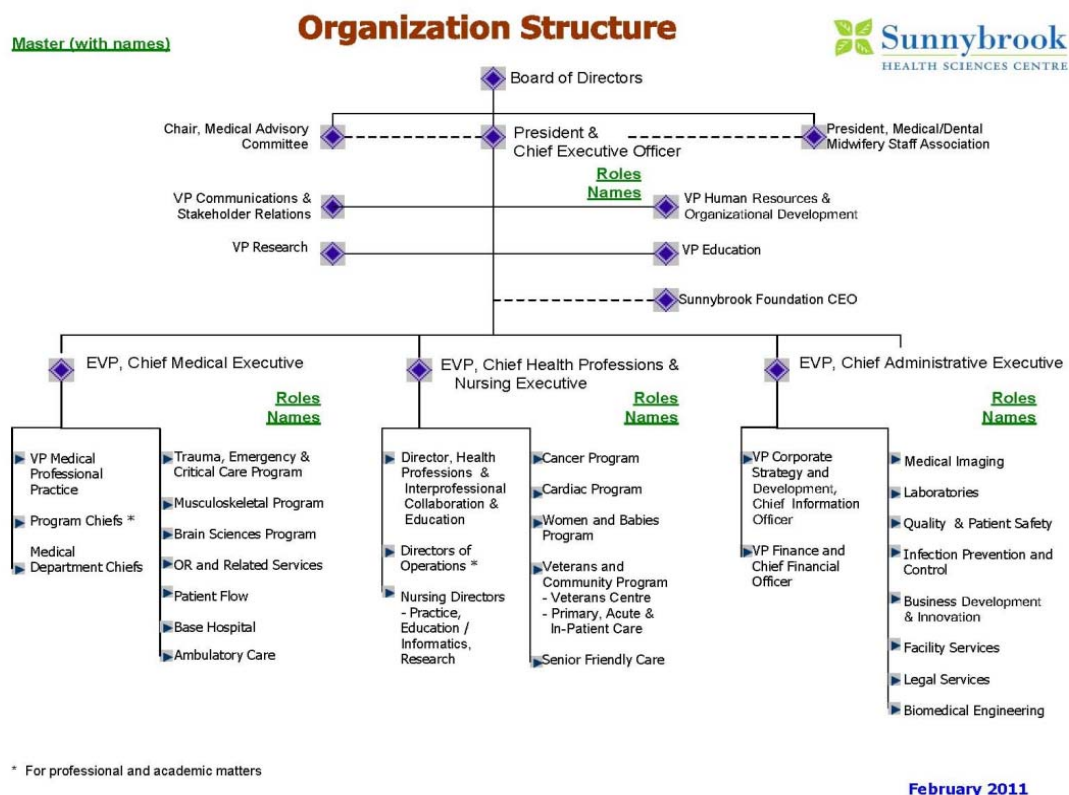 Organization Structure
Master (with names)
Sunnybrook
HEALTH SCIENCES CENTRE
Board of Directors
Chair, Medical Advisory
Committee
President &
Chief Executive Officer
President, Medical/Dental
Midwifery Staff Association
Roles
Names
VP Communications &
Stakeholder Relations
VP Human Resources &
Organizational Development
VP Research
VP Education
Sunnybrook Foundation CEO
EVP, Chief Medical Executive
Roles
Names
VP Medical
Professional
Practice
Program Chiefs *
Medical
Department Chiefs
Trauma, Emergency &
Critical Care Program
Musculoskeletal Program
Brain Sciences Program
OR and Related Services
Patient Flow
Base Hospital
Ambulatory Care
EVP, Chief Health Professions &
Nursing Executive
Roles
Names
Director, Health
Professions &
Interprofessional
Collaboration &
Education
Directors of
Operations *
Nursing Directors
- Practice,
Education /
Informatics,
Research
Cancer Program
Cardiac Program
Women and Babies
Program
Veterans and
Community Program
- Veterans Centre
- Primary, Acute &
In-Patient Care
Senior Friendly Care
EVP, Chief Administrative Executive
Roles
Names
VP Corporate
Strategy and
Development,
Chief Information
Officer
VP Finance and
Chief Financial
Officer
Medical Imaging
Laboratories
Quality & Patient Safety
Infection Prevention and
Control
Business Development
& Innovation
Facility Services
Legal Services
Biomedical Engineering
* For professional and academic matters
February 2011